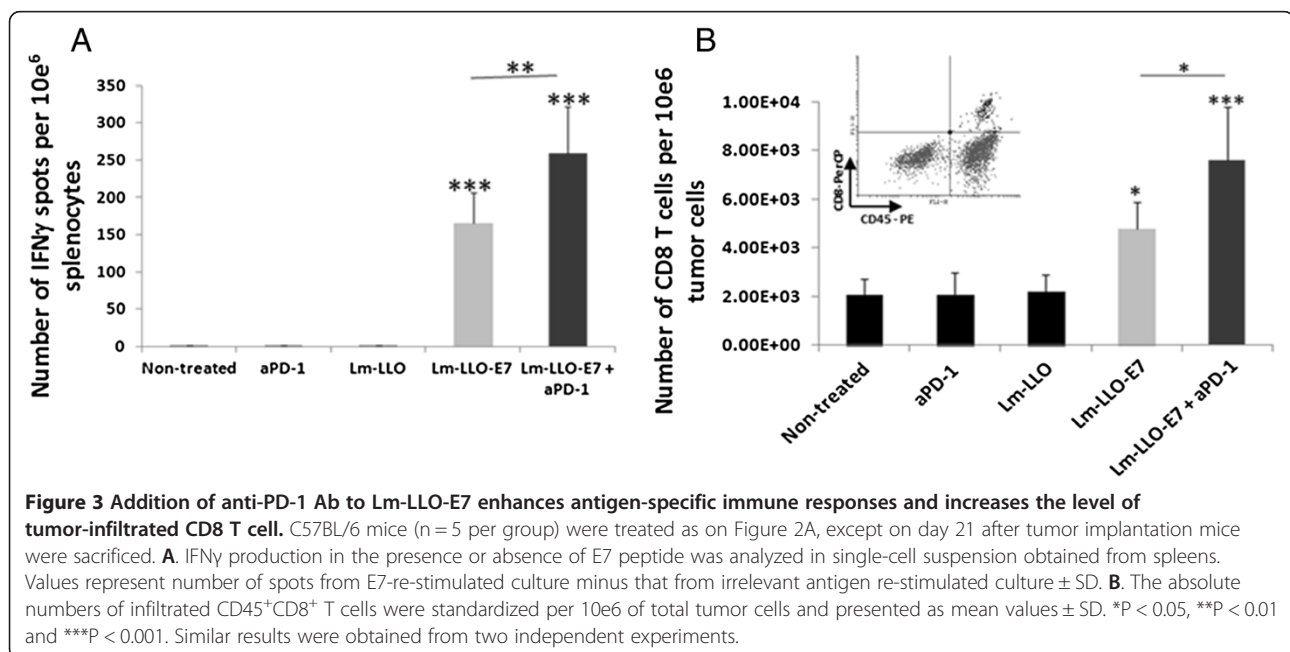 A
Number of IFNγ spots per 10e⁶
splenocytes
350
300
250
200
150
100
50
0
**
***
***
Non-treated
aPD-1
Lm-LLO
Lm-LLO-E7
Lm-LLO-E7 +
aPD-1
B
Number of CD8 T cells per 10e6
tumor cells
1.00E+04
8.00E+03
6.00E+03
4.00E+03
2.00E+03
0.00E+00
CD8-PerCP
CD45-PE
*
*
***
Non-treated
aPD-1
Lm-LLO
Lm-LLO-E7
Lm-LLO-E7 + aPD-1
Figure 3 Addition of anti-PD-1 Ab to Lm-LLO-E7 enhances antigen-specific immune responses and increases the level of
tumor-infiltrated CD8 T cell. C57BL/6 mice (n = 5 per group) were treated as on Figure 2A, except on day 21 after tumor implantation mice
were sacrificed. A. IFNγ production in the presence or absence of E7 peptide was analyzed in single-cell suspension obtained from spleens.
Values represent number of spots from E7-re-stimulated culture minus that from irrelevant antigen re-stimulated culture ± SD. B. The absolute
numbers of infiltrated CD45⁺CD8⁺ T cells were standardized per 10e6 of total tumor cells and presented as mean values ± SD. *P < 0.05, **P < 0.01
and ***P < 0.001. Similar results were obtained from two independent experiments.